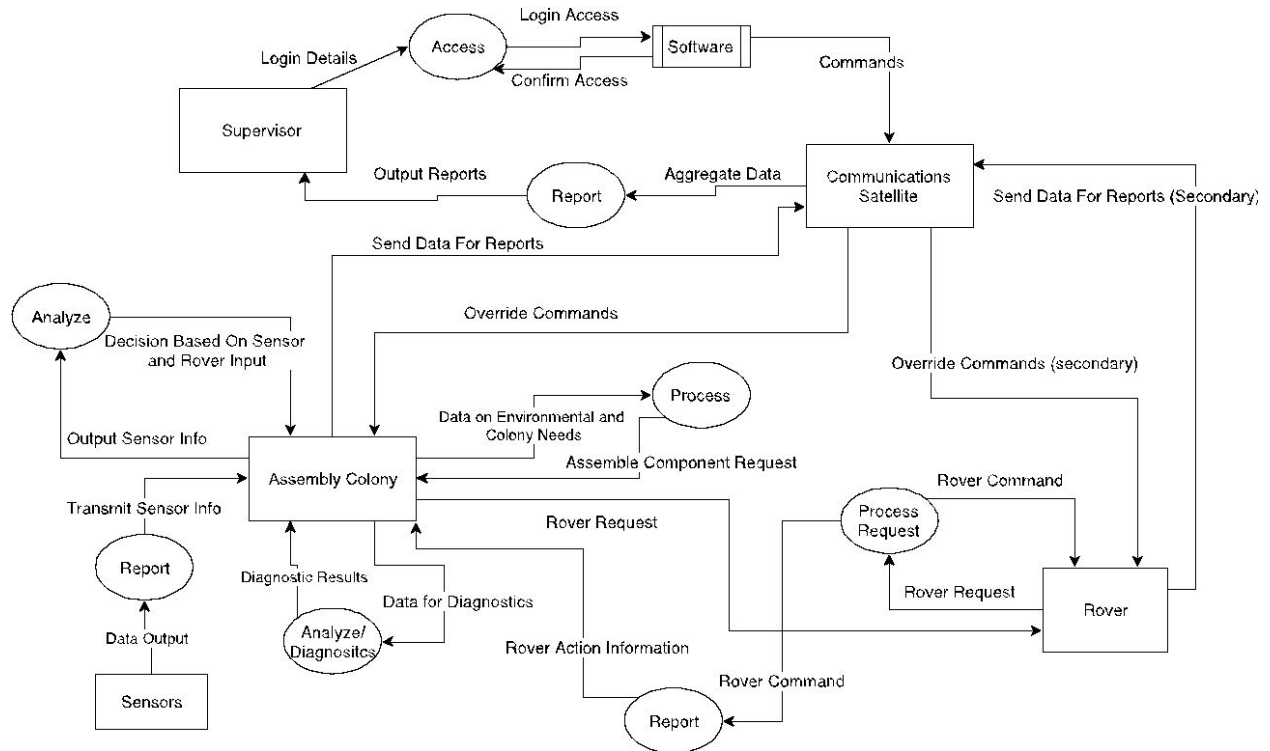 Login Access
Access
Software
Login Details
Confirm Access
Commands
Supervisor
Output Reports
Report
Aggregate Data
Communications
Satellite
Send Data For Reports (Secondary)
Send Data For Reports
Analyze
Decision Based On Sensor
and Rover Input
Override Commands
Override Commands (secondary)
Process
Data on Environmental and
Colony Needs
Output Sensor Info
Assemble Component Request
Assembly Colony
Transmit Sensor Info
Rover Request
Rover Command
Process
Request
Report
Diagnostic Results
Data for Diagnostics
Rover Request
Rover
Data Output
Analyze/
Diagnositcs
Rover Action Information
Rover Command
Sensors
Report